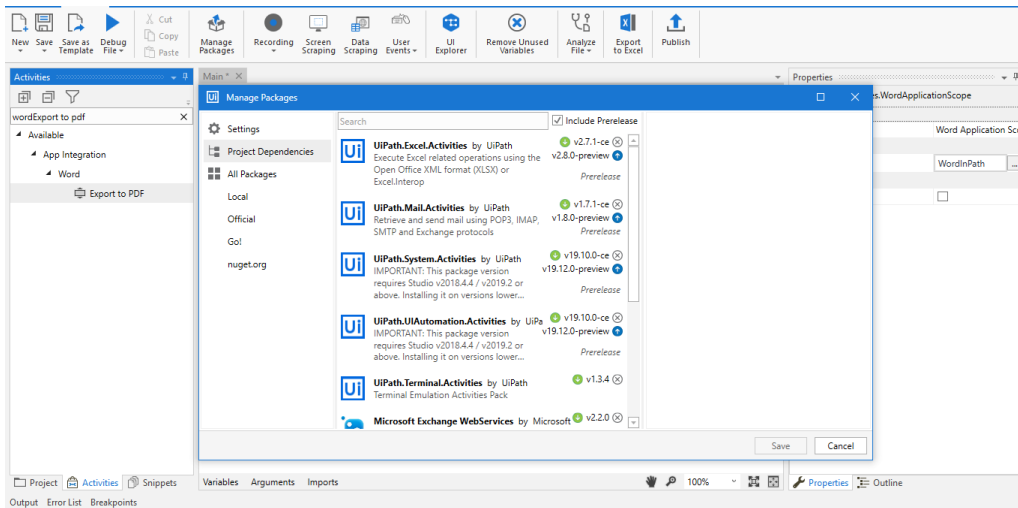 New Save Save as Template Debug File Cut Copy Paste Manage Packages Recording Screen Scraping Data Scraping User Events UI Explorer Remove Unused Variables Analyze File Export to Excel Publish
Activities
wordExport to pdf
Available
App Integration
Word
Export to PDF
Main*
Manage Packages
Settings
Project Dependencies
All Packages
Local
Official
Go!
nuget.org
Search
Include Prerelease
UiPath.Excel.Activities by UiPath
v2.7.1-ce
Execute Excel related operations using the
v2.8.0-preview
Open Office XML format (XLSX) or
Excel.Interop
Prerelease
UiPath.Mail.Activities by UiPath
v1.7.1-ce
Retrieve and send mail using POP3, IMAP,
v1.8.0-preview
SMTP and Exchange protocols
Prerelease
UiPath.System.Activities by UiPath
v19.10.0-ce
IMPORTANT: This package version
v19.12.0-preview
requires Studio v2018.4.4 / v2019.2 or
above. Installing it on versions lower...
Prerelease
UiPath.UIAutomation.Activities by UiPa
v19.10.0-ce
IMPORTANT: This package version
v19.12.0-preview
requires Studio v2018.4.4 / v2019.2 or
above. Installing it on versions lower...
Prerelease
UiPath.Terminal.Activities by UiPath
v1.3.4
Terminal Emulation Activities Pack
Microsoft Exchange WebServices by Microsoft
v2.2.0
Save Cancel
Properties
s.WordApplicationScope
Word Application Sco
WordInPath ...
Project Activities Snippets
Variables Arguments Imports
100%
Properties Outline
Output Error List Breakpoints